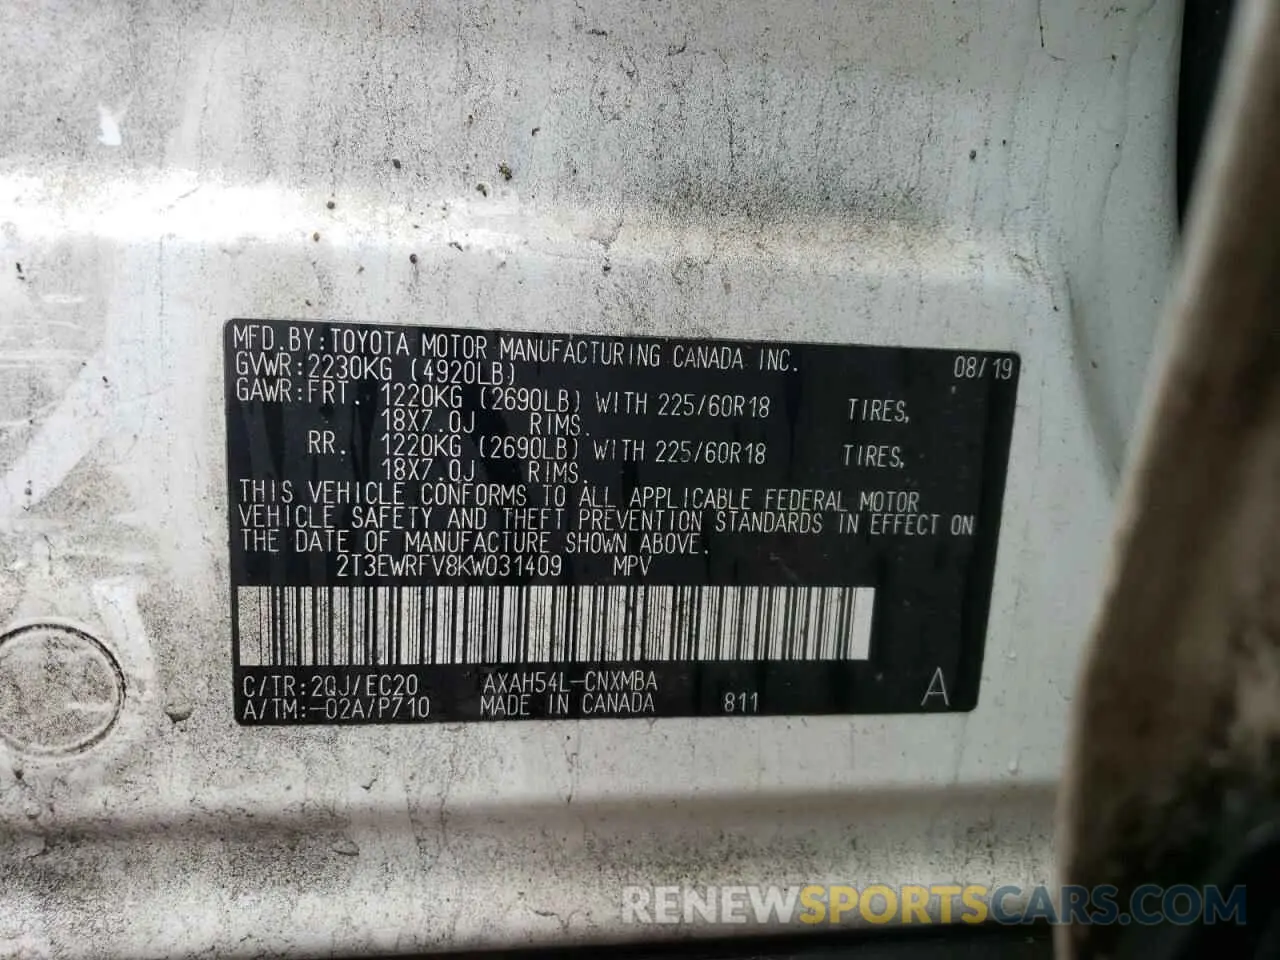 MFD.BY:TOYOTA MOTOR MANUFACTURING CANADA INC.
GVWR:2230KG (4920LB) 08/19
GAWR:FRT. 1220KG (2690LB) WITH 225/60R18 TIRES,
18X7.0J RIMS.
RR. 1220KG (2690LB) WITH 225/60R18 TIRES,
18X7.0J RIMS.
THIS VEHICLE CONFORMS TO ALL APPLICABLE FEDERAL MOTOR
VEHICLE SAFETY AND THEFT PREVENTION STANDARDS IN EFFECT ON
THE DATE OF MANUFACTURE SHOWN ABOVE.
2T3EWRFV8KW031409 MPV
C/TR:2QJ/EC20 AXAH54L-CNXMBA
A/TM:-02A/P710 MADE IN CANADA 811 A
RENEWSPORTSCARS.COM